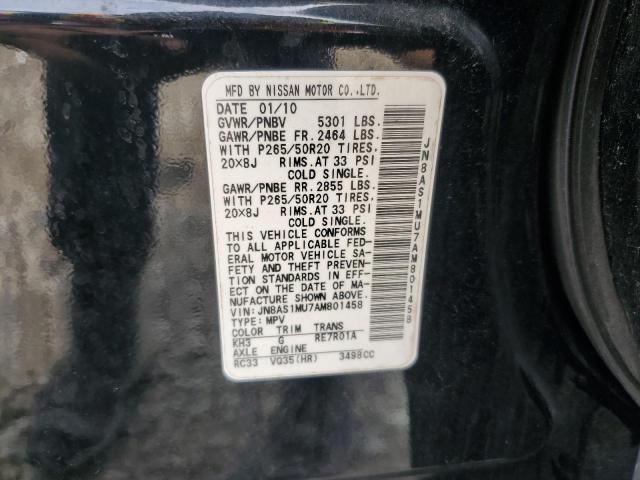 MFD BY NISSAN MOTOR CO.,LTD.
DATE 01/10
GVWR/PNBV 5301 LBS.
GAWR/PNBE FR. 2464 LBS.
WITH P265/50R20 TIRES,
20X8J RIMS.AT 33 PSI
COLD SINGLE.
GAWR/PNBE RR. 2855 LBS.
WITH P265/50R20 TIRES,
20X8J RIMS.AT 33 PSI
COLD SINGLE.
THIS VEHICLE CONFORMS
TO ALL APPLICABLE FED-
ERAL MOTOR VEHICLE SA-
FETY AND THEFT PREVEN-
TION STANDARDS IN EFF-
ECT ON THE DATE OF MA-
NUFACTURE SHOWN ABOVE.
VIN: JN8AS1MU7AM801458
TYPE: MPV
COLOR TRIM TRANS
KH3 G RE7R01A
AXLE ENGINE
RC33 VQ35(HR) 3498CC
JN8AS1MU7AM801458